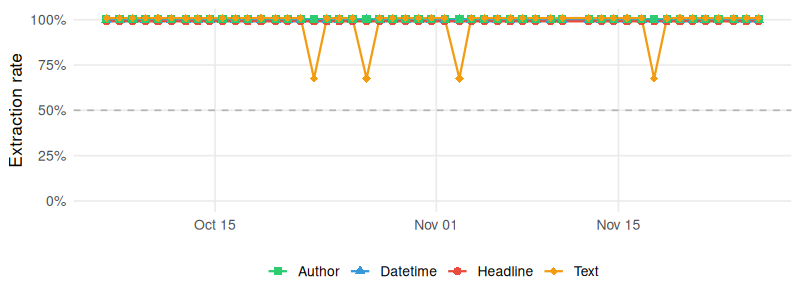 Extraction rate
100%
75%
50%
25%
0%
Oct 15 Nov 01 Nov 15
Author Datetime Headline Text